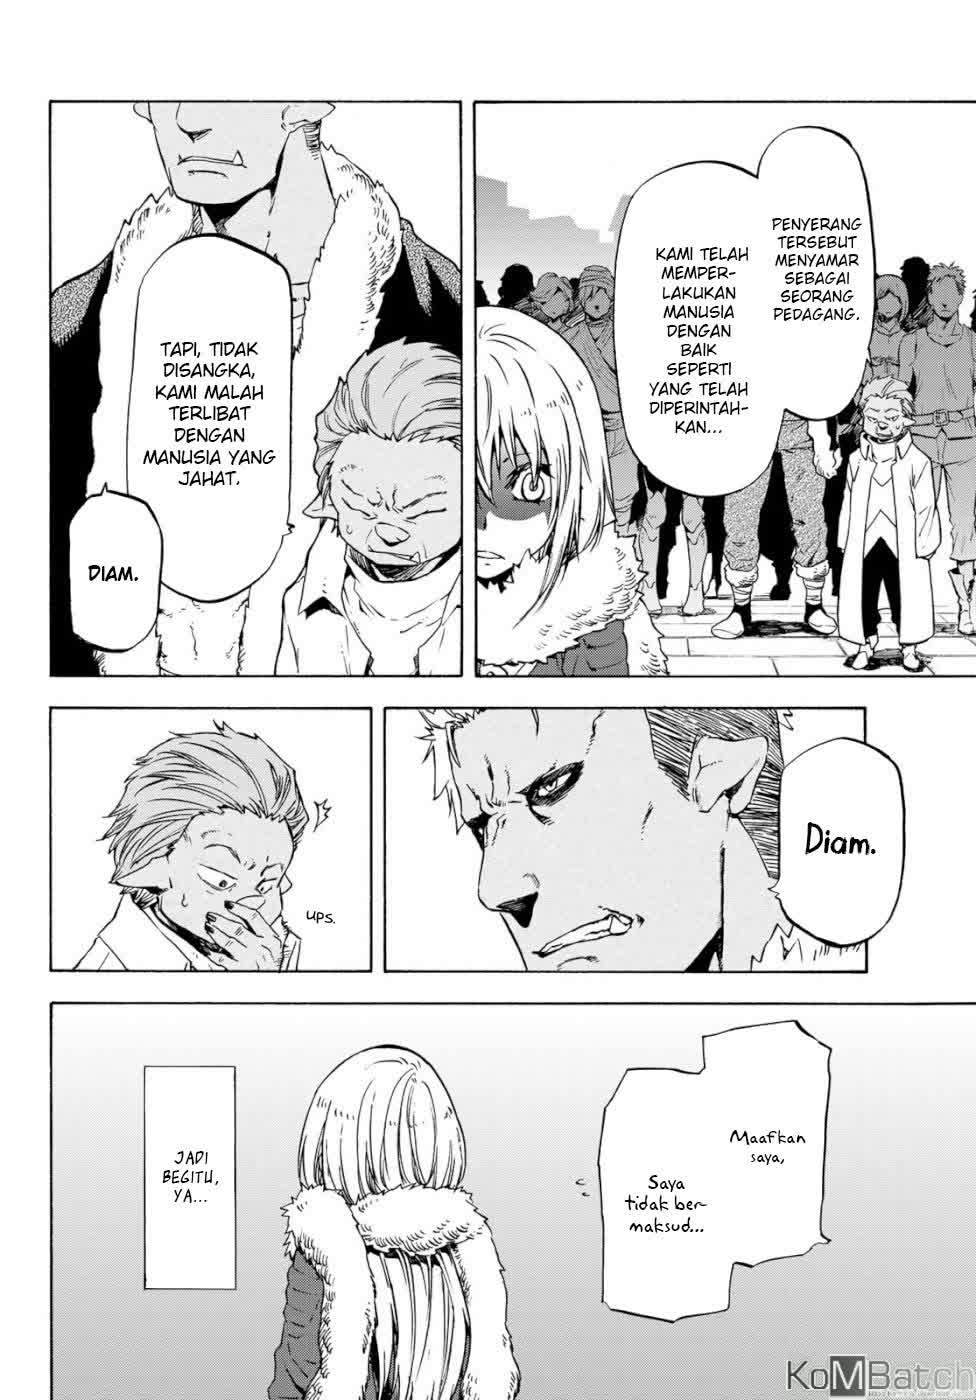 PENYERANG
TERSEBUT
MENYAMAR
SEBAGAI
SEORANG
PEDAGANG.
KAMI TELAH
MEMPER-
LAKUKAN
MANUSIA
DENGAN
BAIK
SEPERTI
YANG TELAH
DIPERINTAH-
KAN...
TAPI, TIDAK
DISANGKA,
KAMI MALAH
TERLIBAT
DENGAN
MANUSIA YANG
JAHAT.
DIAM.
Diam.
UPS.
Maafkan
saya,
Saya
tidak ber-
maksud...
JADI
BEGITU,
YA...
KoMBatch